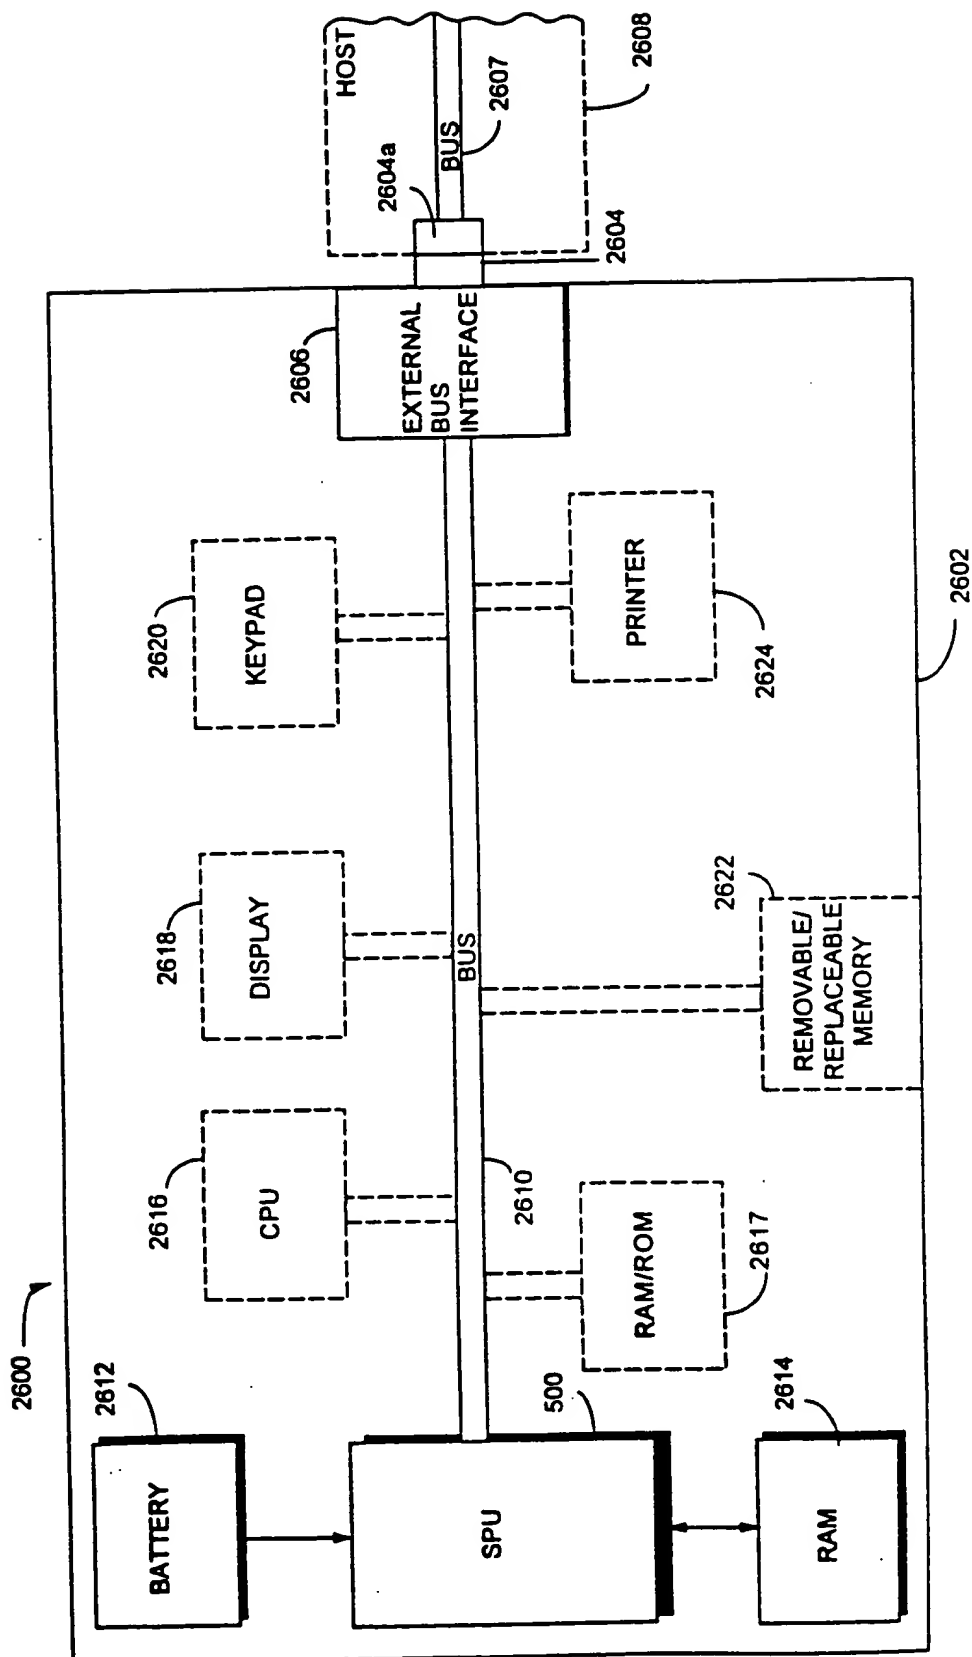 2600
BATTERY
2612
SPU
500
RAM
2614
CPU
2616
RAM/ROM
2617
2610
BUS
DISPLAY
2618
REMOVABLE/
REPLACEABLE
MEMORY
2622
KEYPAD
2620
PRINTER
2624
2602
EXTERNAL
BUS
INTERFACE
2606
2604
2604a
HOST
BUS
2607
2608